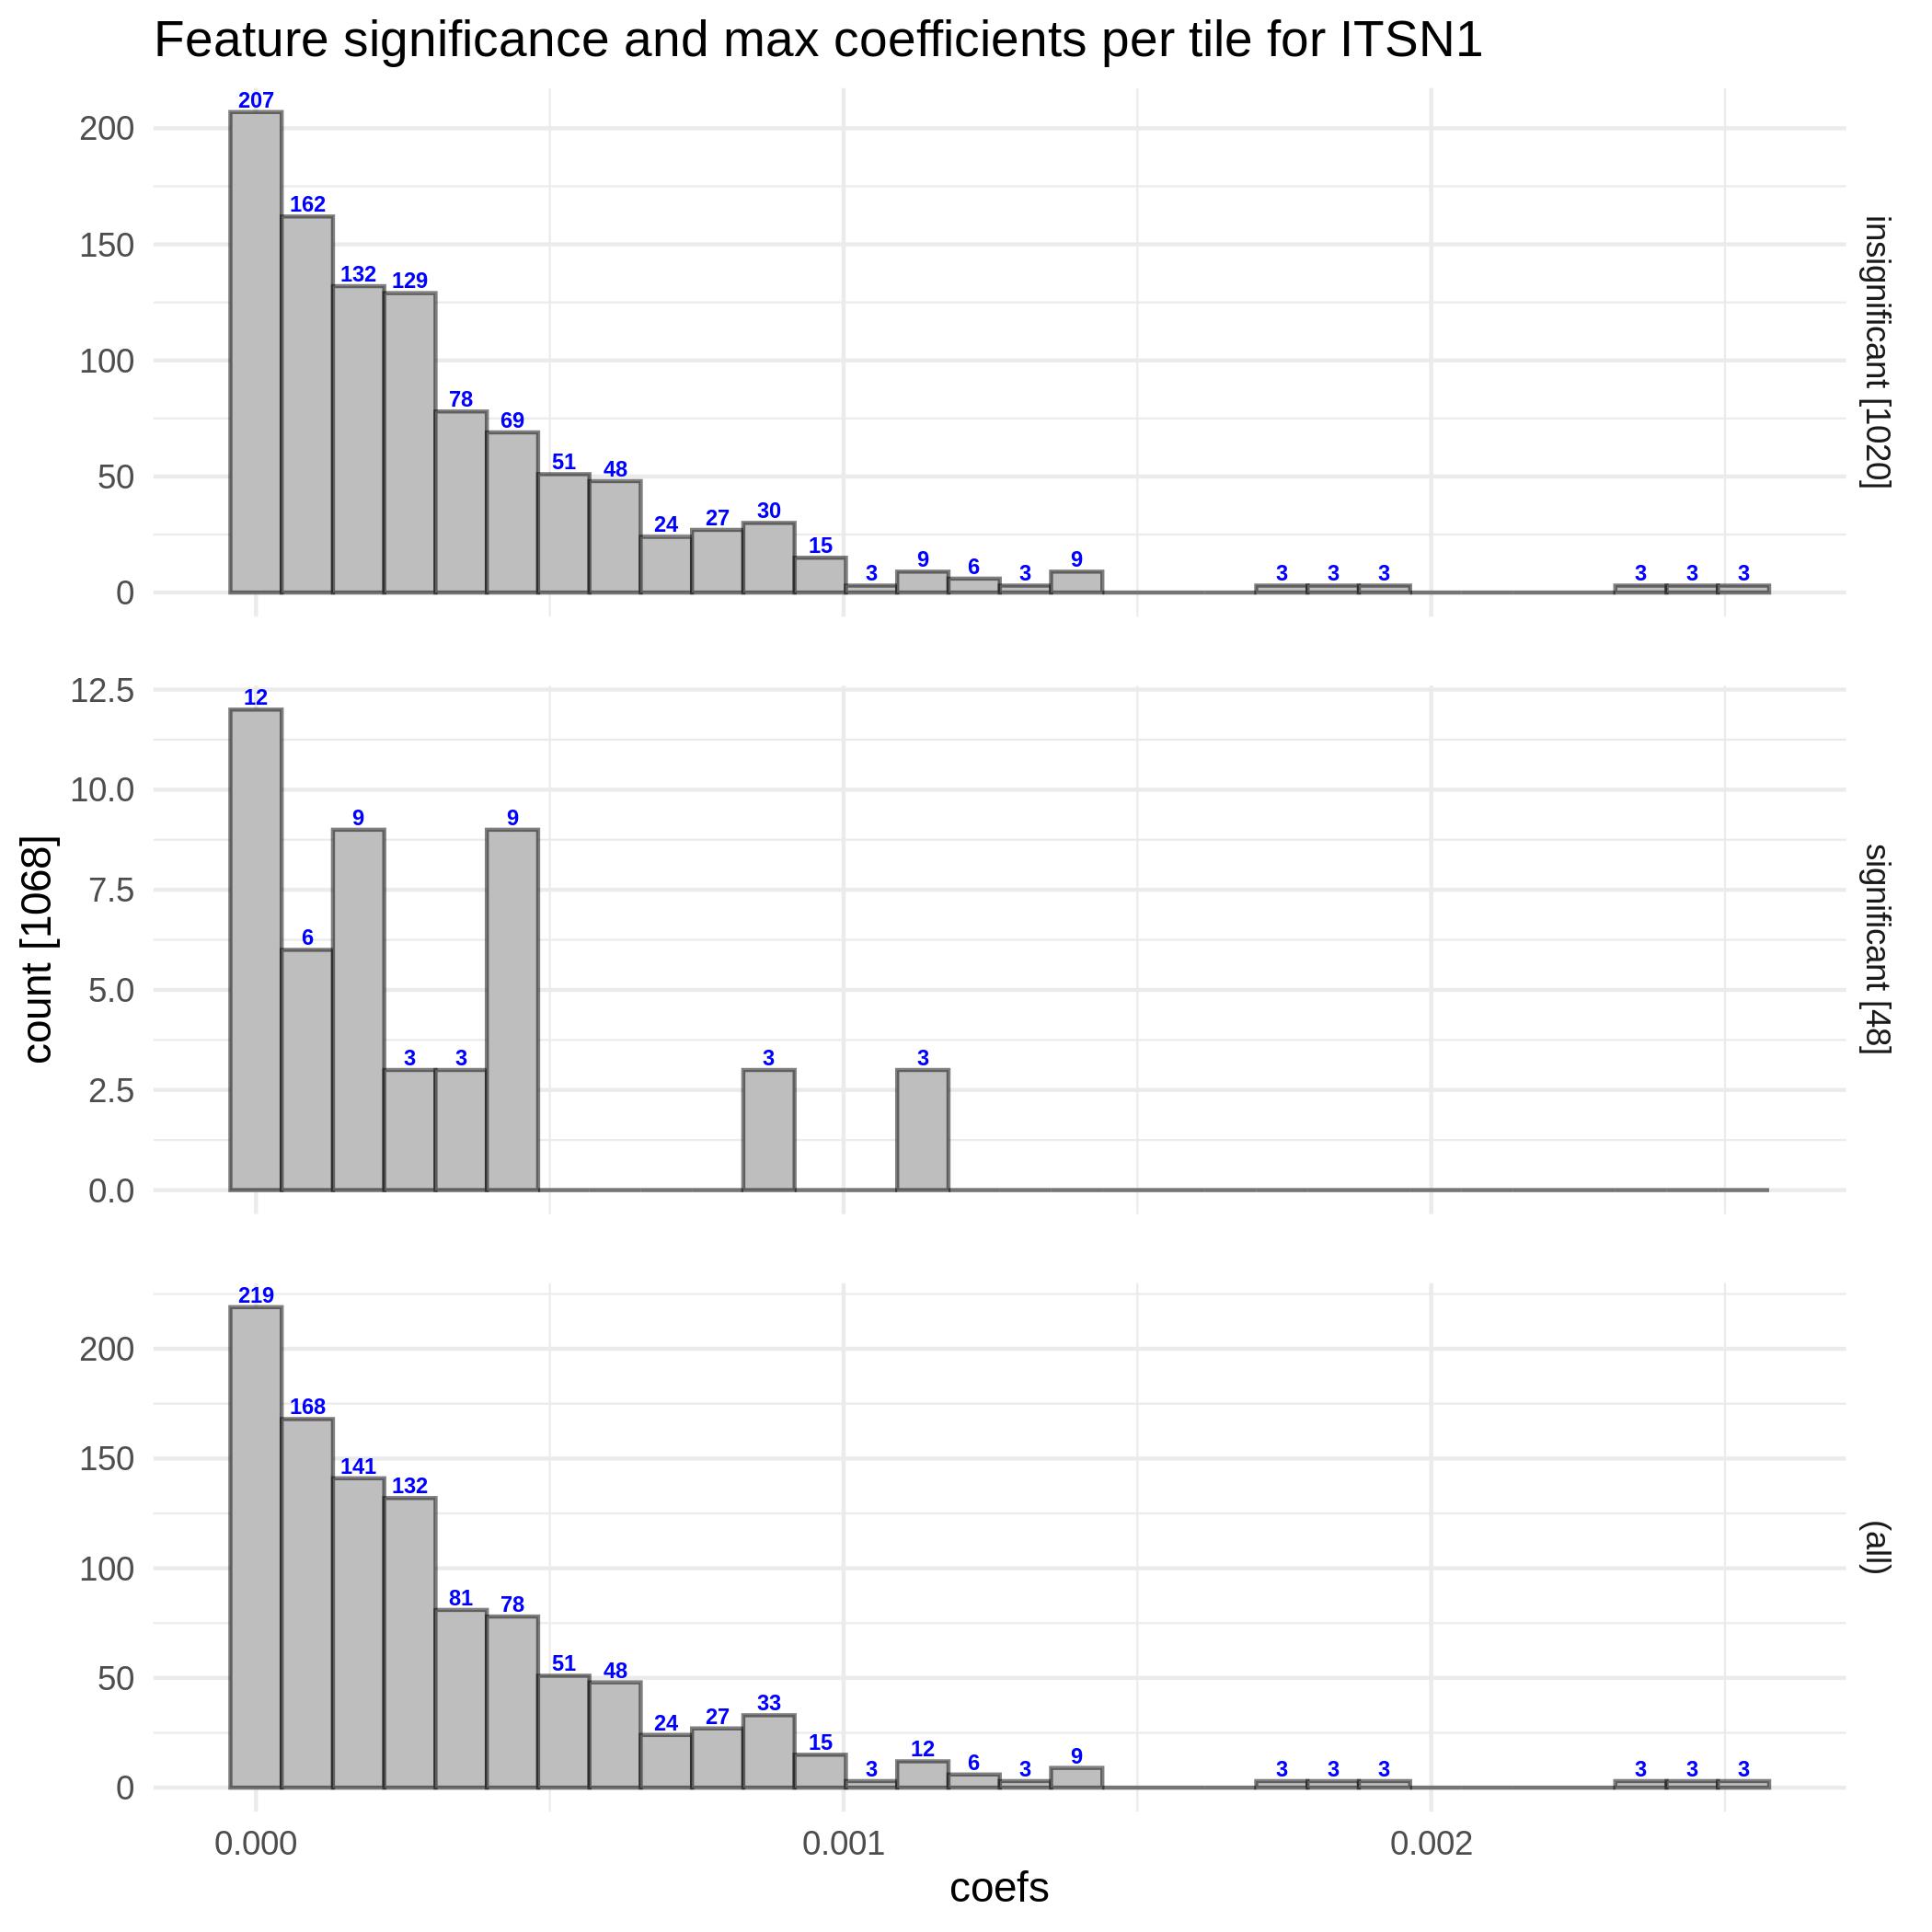 Feature significance and max coefficients per tile for ITSN1
207
200
162
150
132 129
100
78
69
51 48
50
24 27 30
15
3 9 6 3 9
3 3 3
3 3 3
0
insignificant [1020]
12.5
12
10.0
9
9
7.5
6
5.0
3 3
3
3
2.5
0.0
significant [48]
count [1068]
219
200
168
150
141 132
100
81 78
51 48
50
24 27 33
15
3 12 6 3 9
3 3 3
3 3 3
0
(all)
0.000
0.001
0.002
coefs